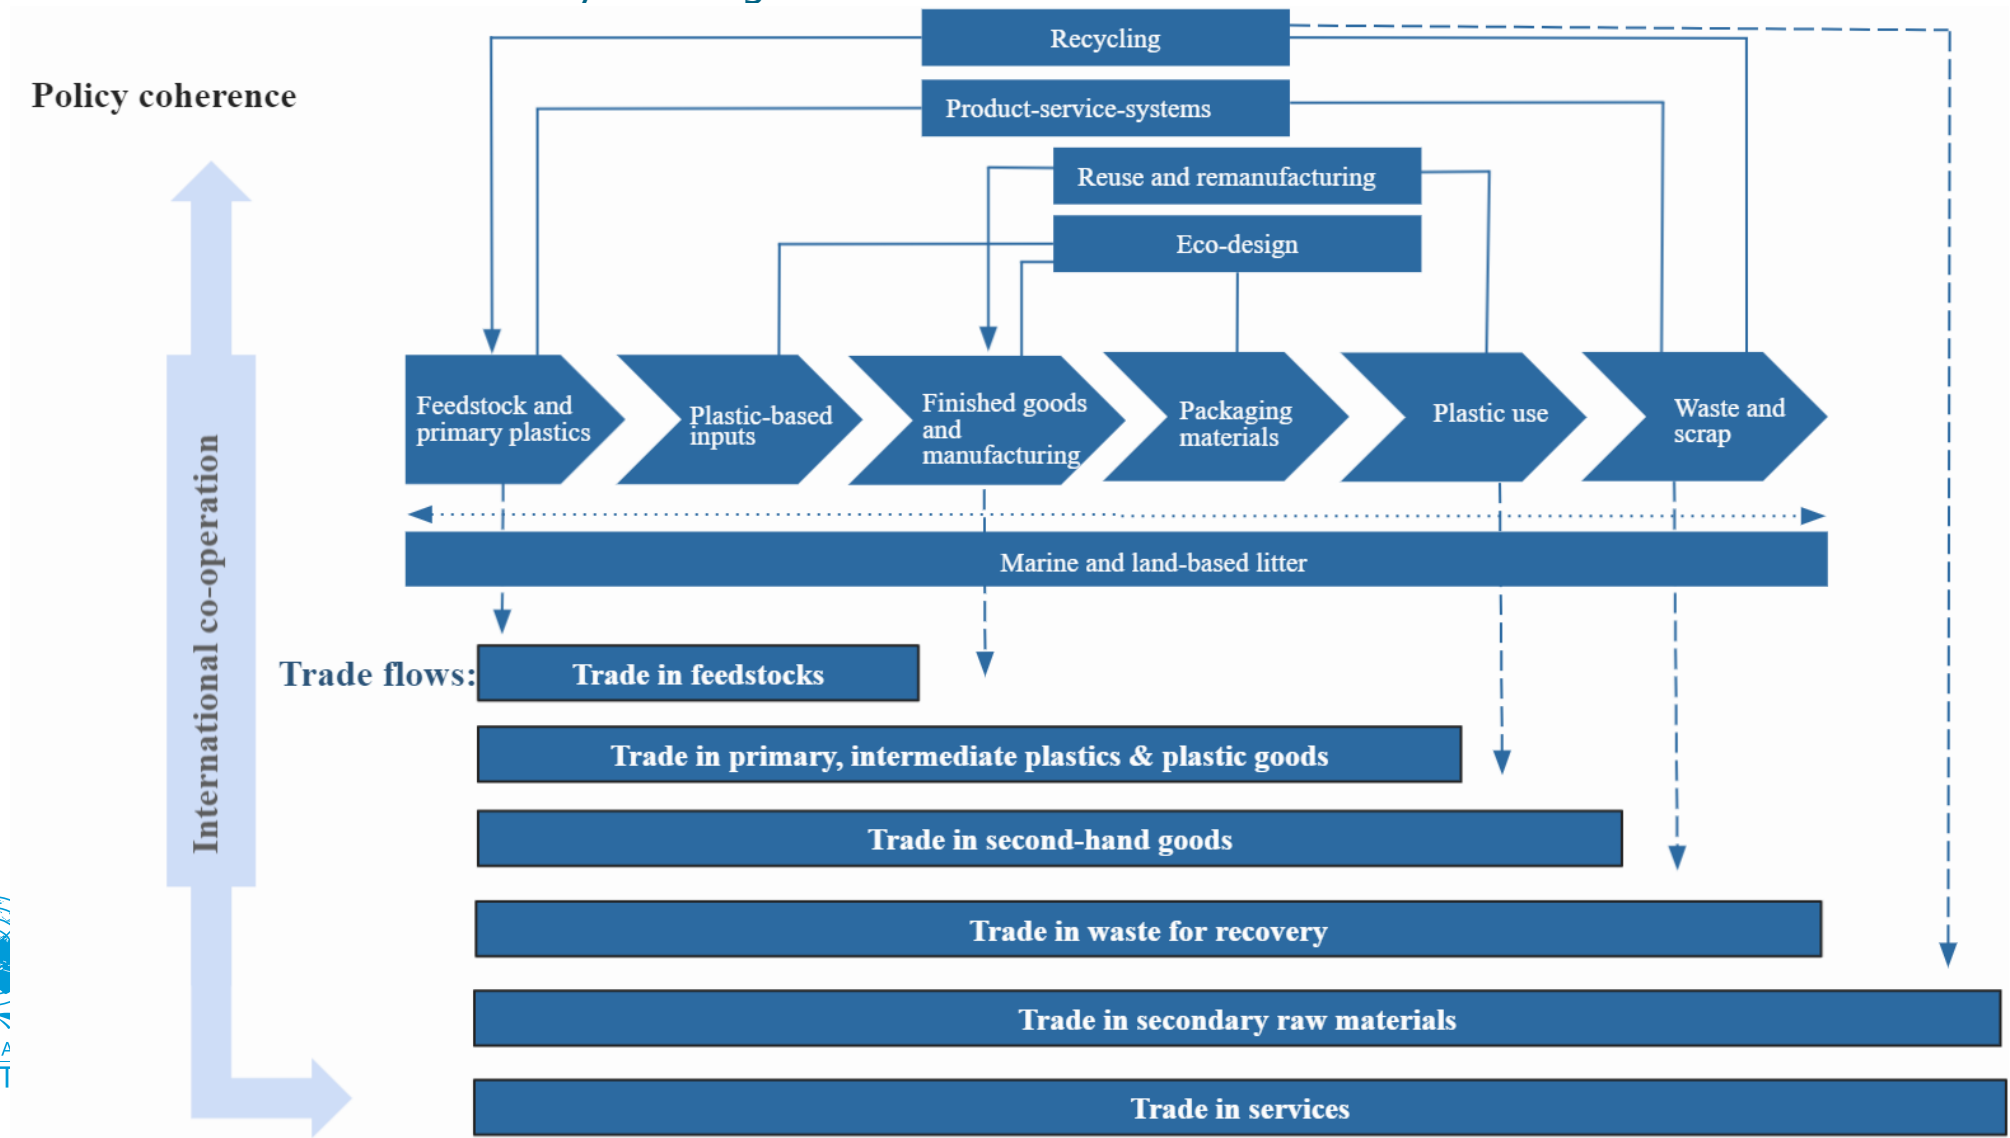 Recycling
Policy coherence
Product-service-systems
Reuse and remanufacturing
Eco-design
Feedstock and
primary plastics
Plastic-based
inputs
Finished goods
and
manufacturing
Packaging
materials
Plastic use
Waste and
scrap
Marine and land-based litter
International co-operation
Trade flows:
Trade in feedstocks
Trade in primary, intermediate plastics & plastic goods
Trade in second-hand goods
Trade in waste for recovery
Trade in secondary raw materials
Trade in services